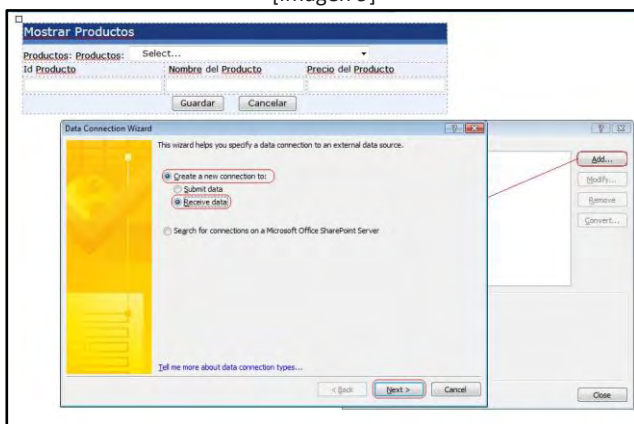 [Imagen 5]
Mostrar Productos
Productos: Productos: Select...
Id Producto Nombre del Producto Precio del Producto
Guardar Cancelar
Data Connection Wizard
This wizard helps you specify a data connection to an external data source.
Create a new connection to:
Submit data
Receive data
Search for connections on a Microsoft Office SharePoint Server
Tell me more about data connection types...
< Back Next > Cancel
Add...
Modify...
Remove
Convert...
Close